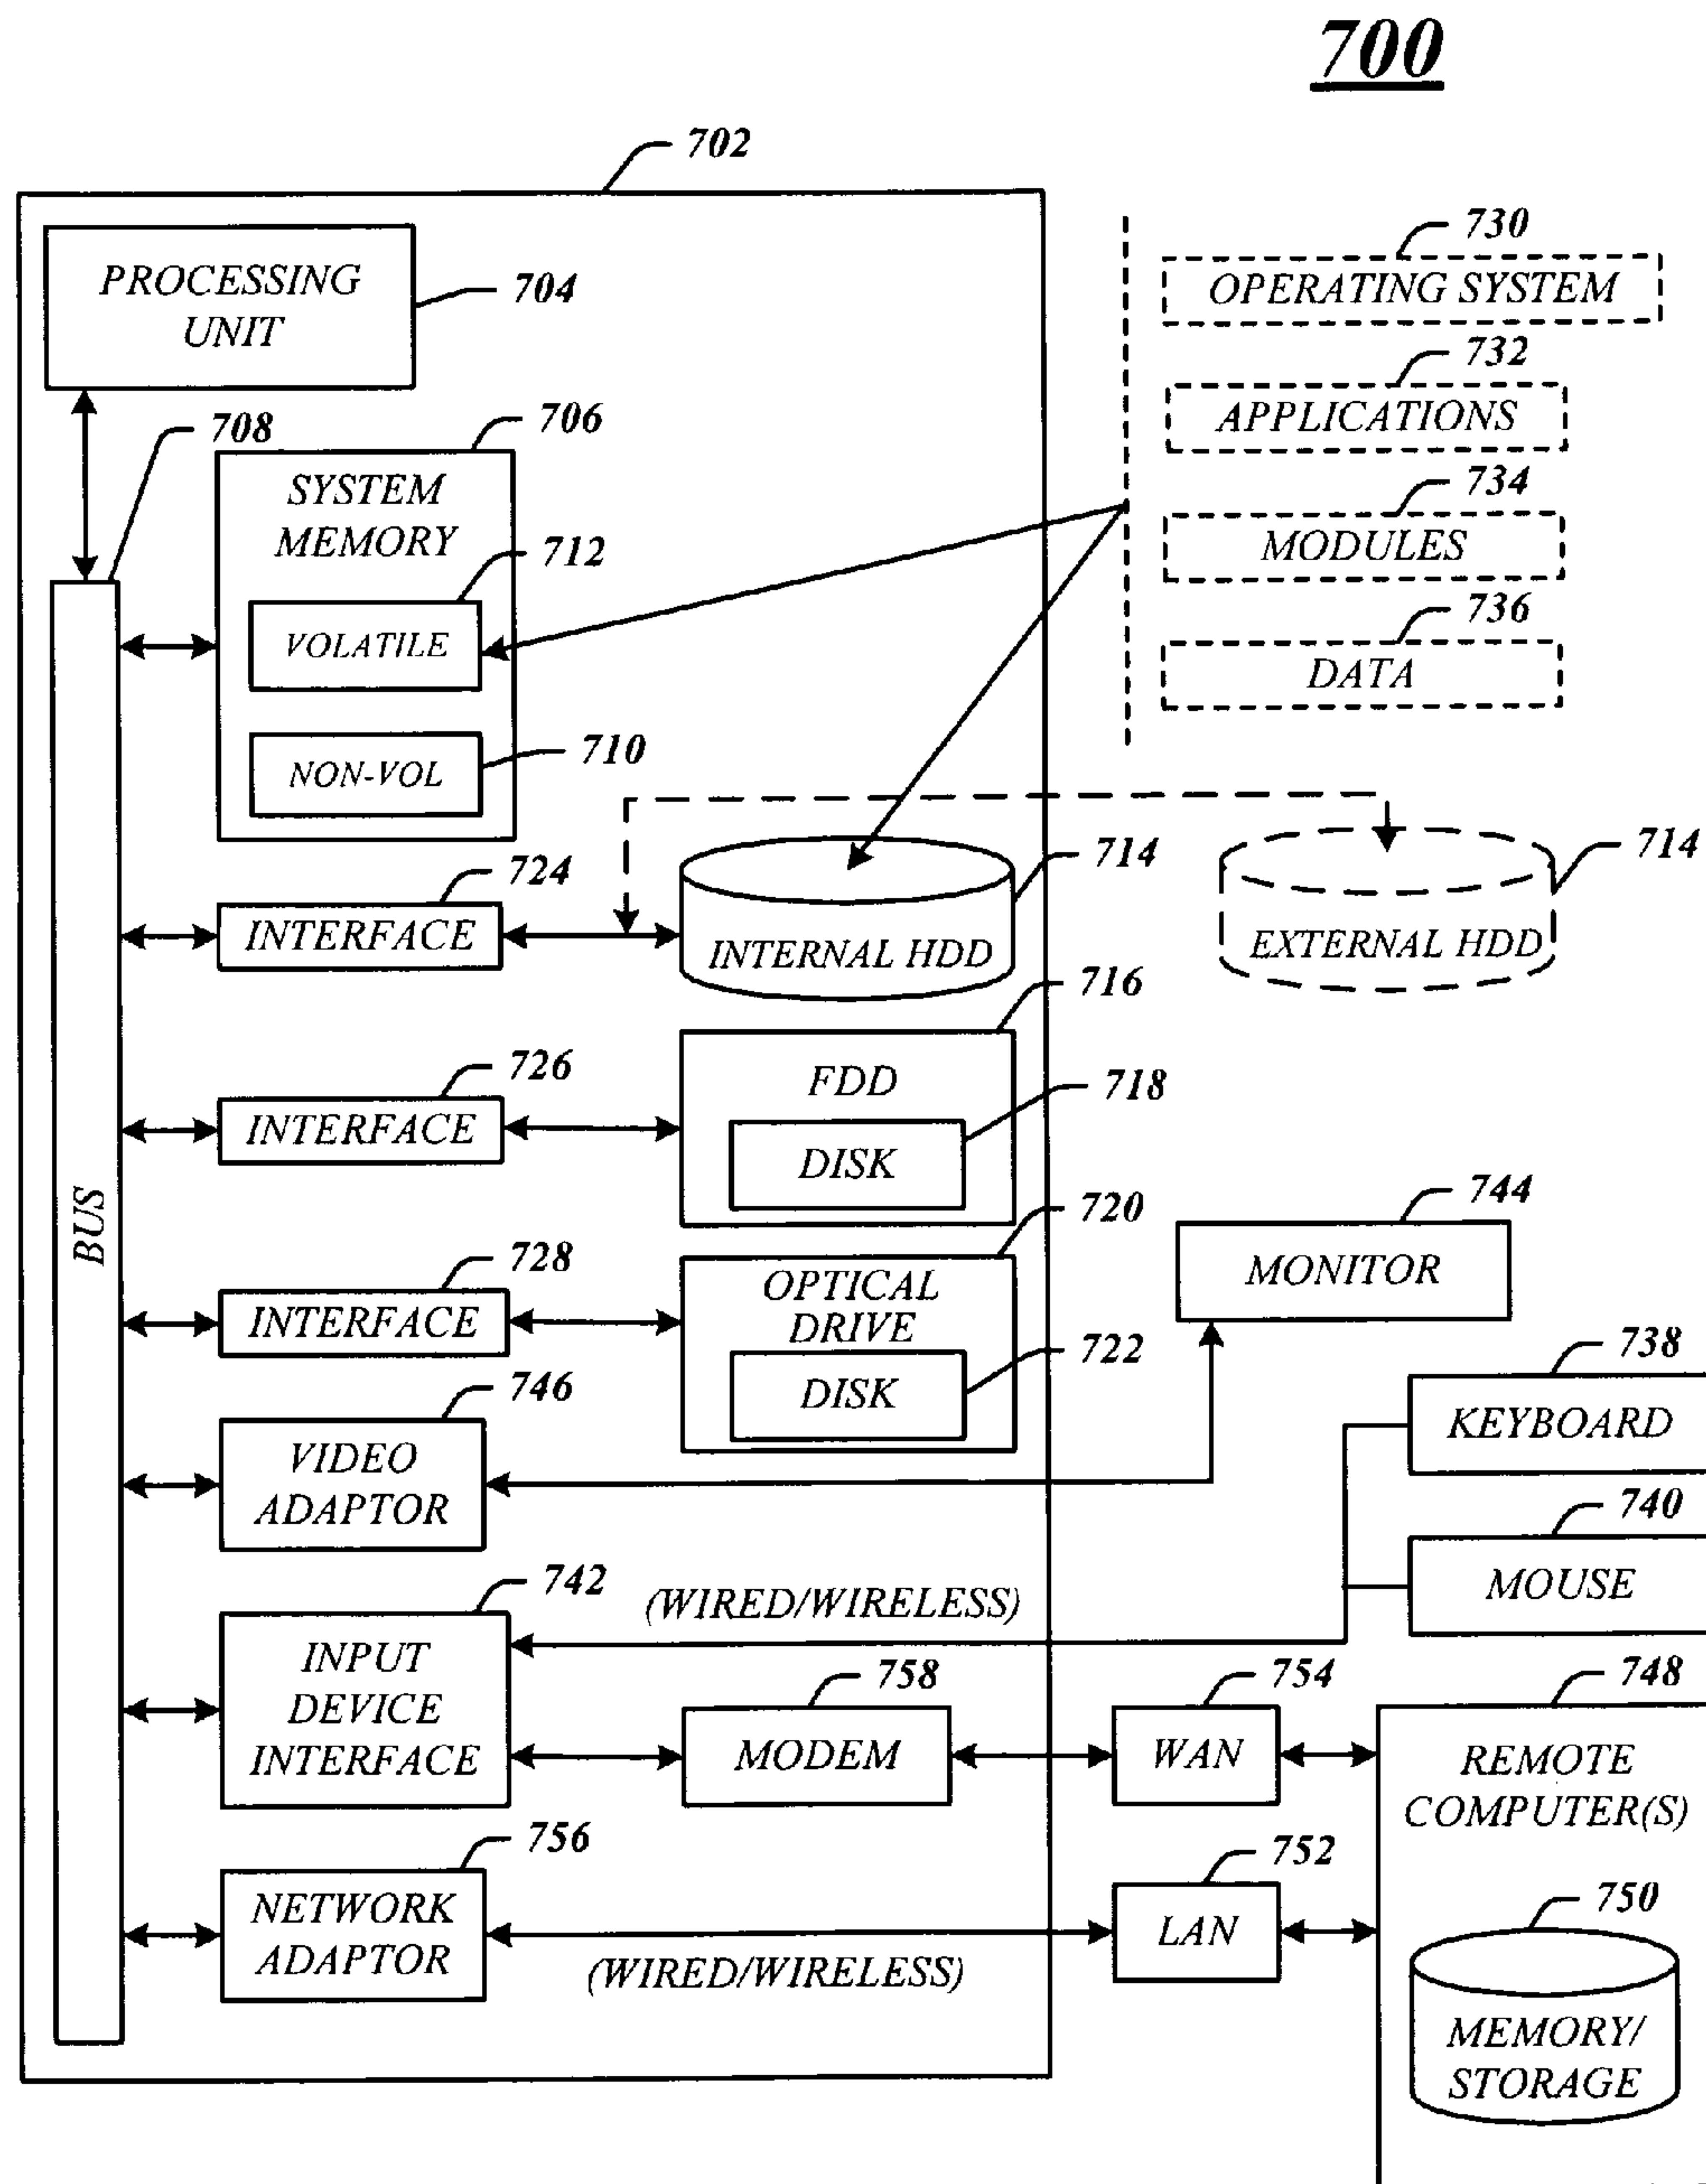 700
702
PROCESSING
UNIT
704
730
OPERATING SYSTEM
732
APPLICATIONS
734
MODULES
736
DATA
708
706
SYSTEM
MEMORY
712
VOLATILE
710
NON-VOL
724
INTERFACE
714
INTERNAL HDD
714
EXTERNAL HDD
716
726
INTERFACE
FDD
718
DISK
BUS
720
728
INTERFACE
OPTICAL
DRIVE
722
DISK
744
MONITOR
738
KEYBOARD
746
VIDEO
ADAPTOR
740
MOUSE
742
(WIRED/WIRELESS)
INPUT
DEVICE
INTERFACE
758
MODEM
754
WAN
748
REMOTE
COMPUTER(S)
756
NETWORK
ADAPTOR
(WIRED/WIRELESS)
752
LAN
750
MEMORY/
STORAGE